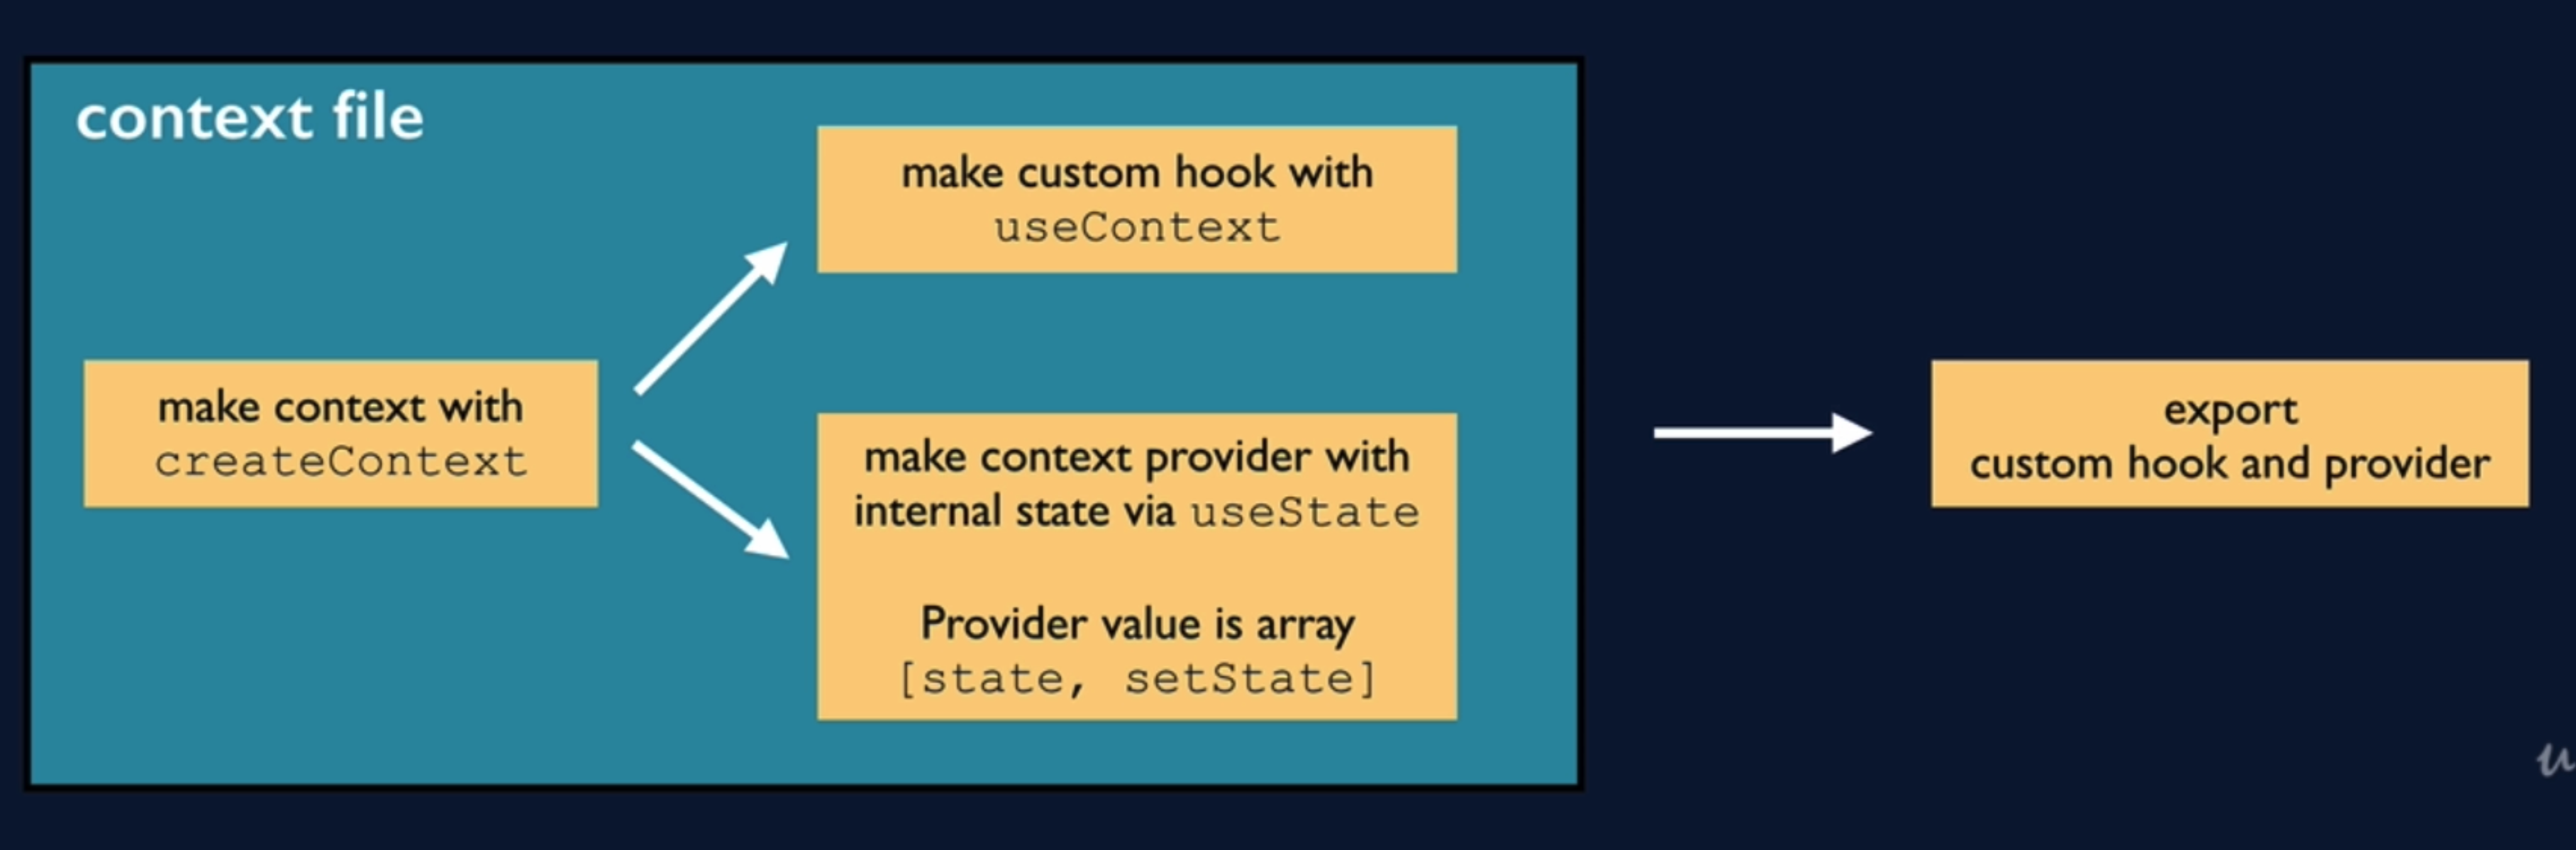 context file
make custom hook with
useContext
make context with
createContext
make context provider with
internal state via useState
Provider value is array
[state, setState]
export
custom hook and provider